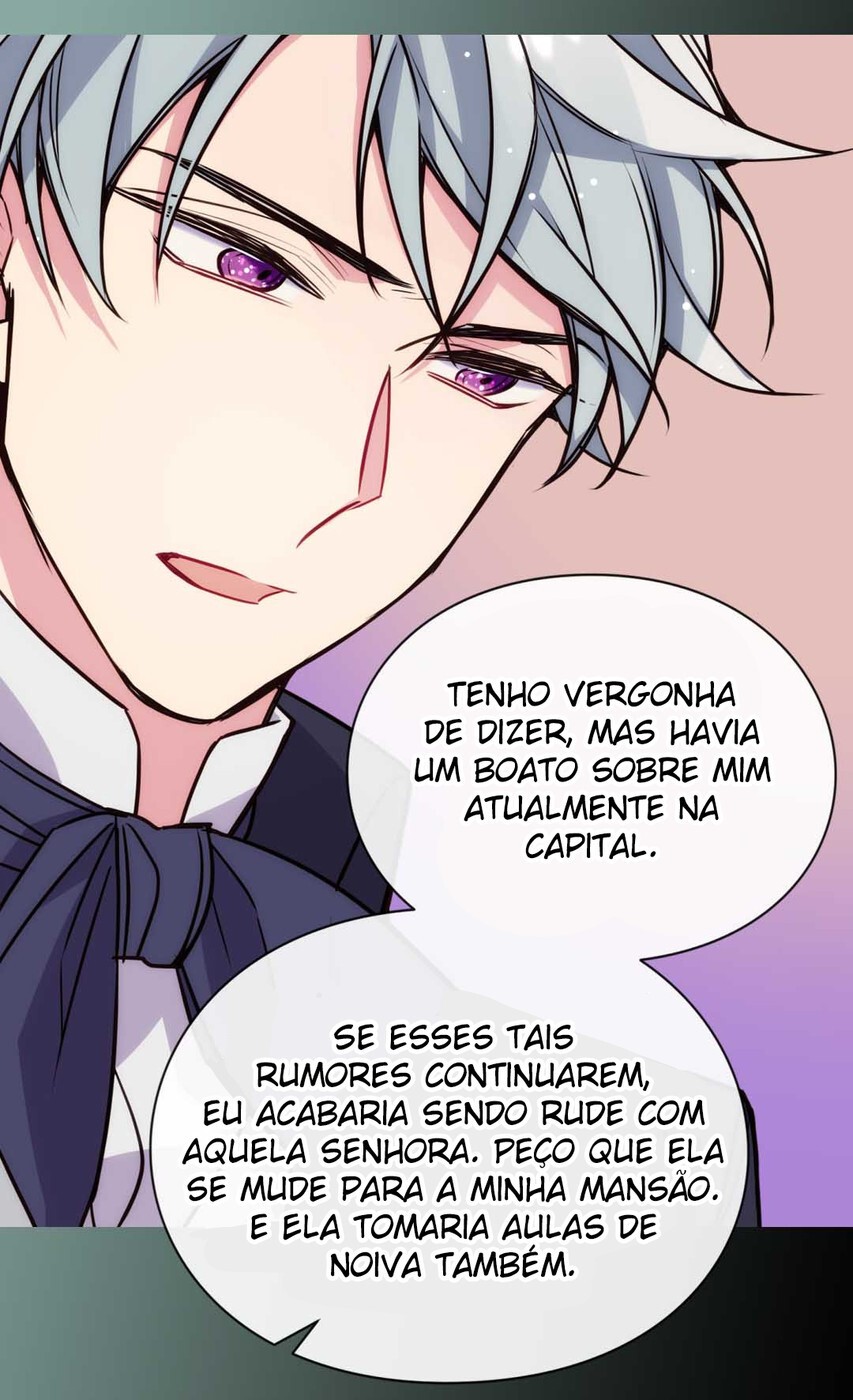 TENHO VERGONHA
DE DIZER, MAS HAVIA
UM BOATO SOBRE MIM
ATUALMENTE NA
CAPITAL.
SE ESSES TAIS
RUMORES CONTINUAREM,
EU ACABARIA SENDO RUDE COM
AQUELA SENHORA. PEÇO QUE ELA
SE MUDE PARA A MINHA MANSÃO.
E ELA TOMARIA AULAS DE
NOIVA TAMBÉM.